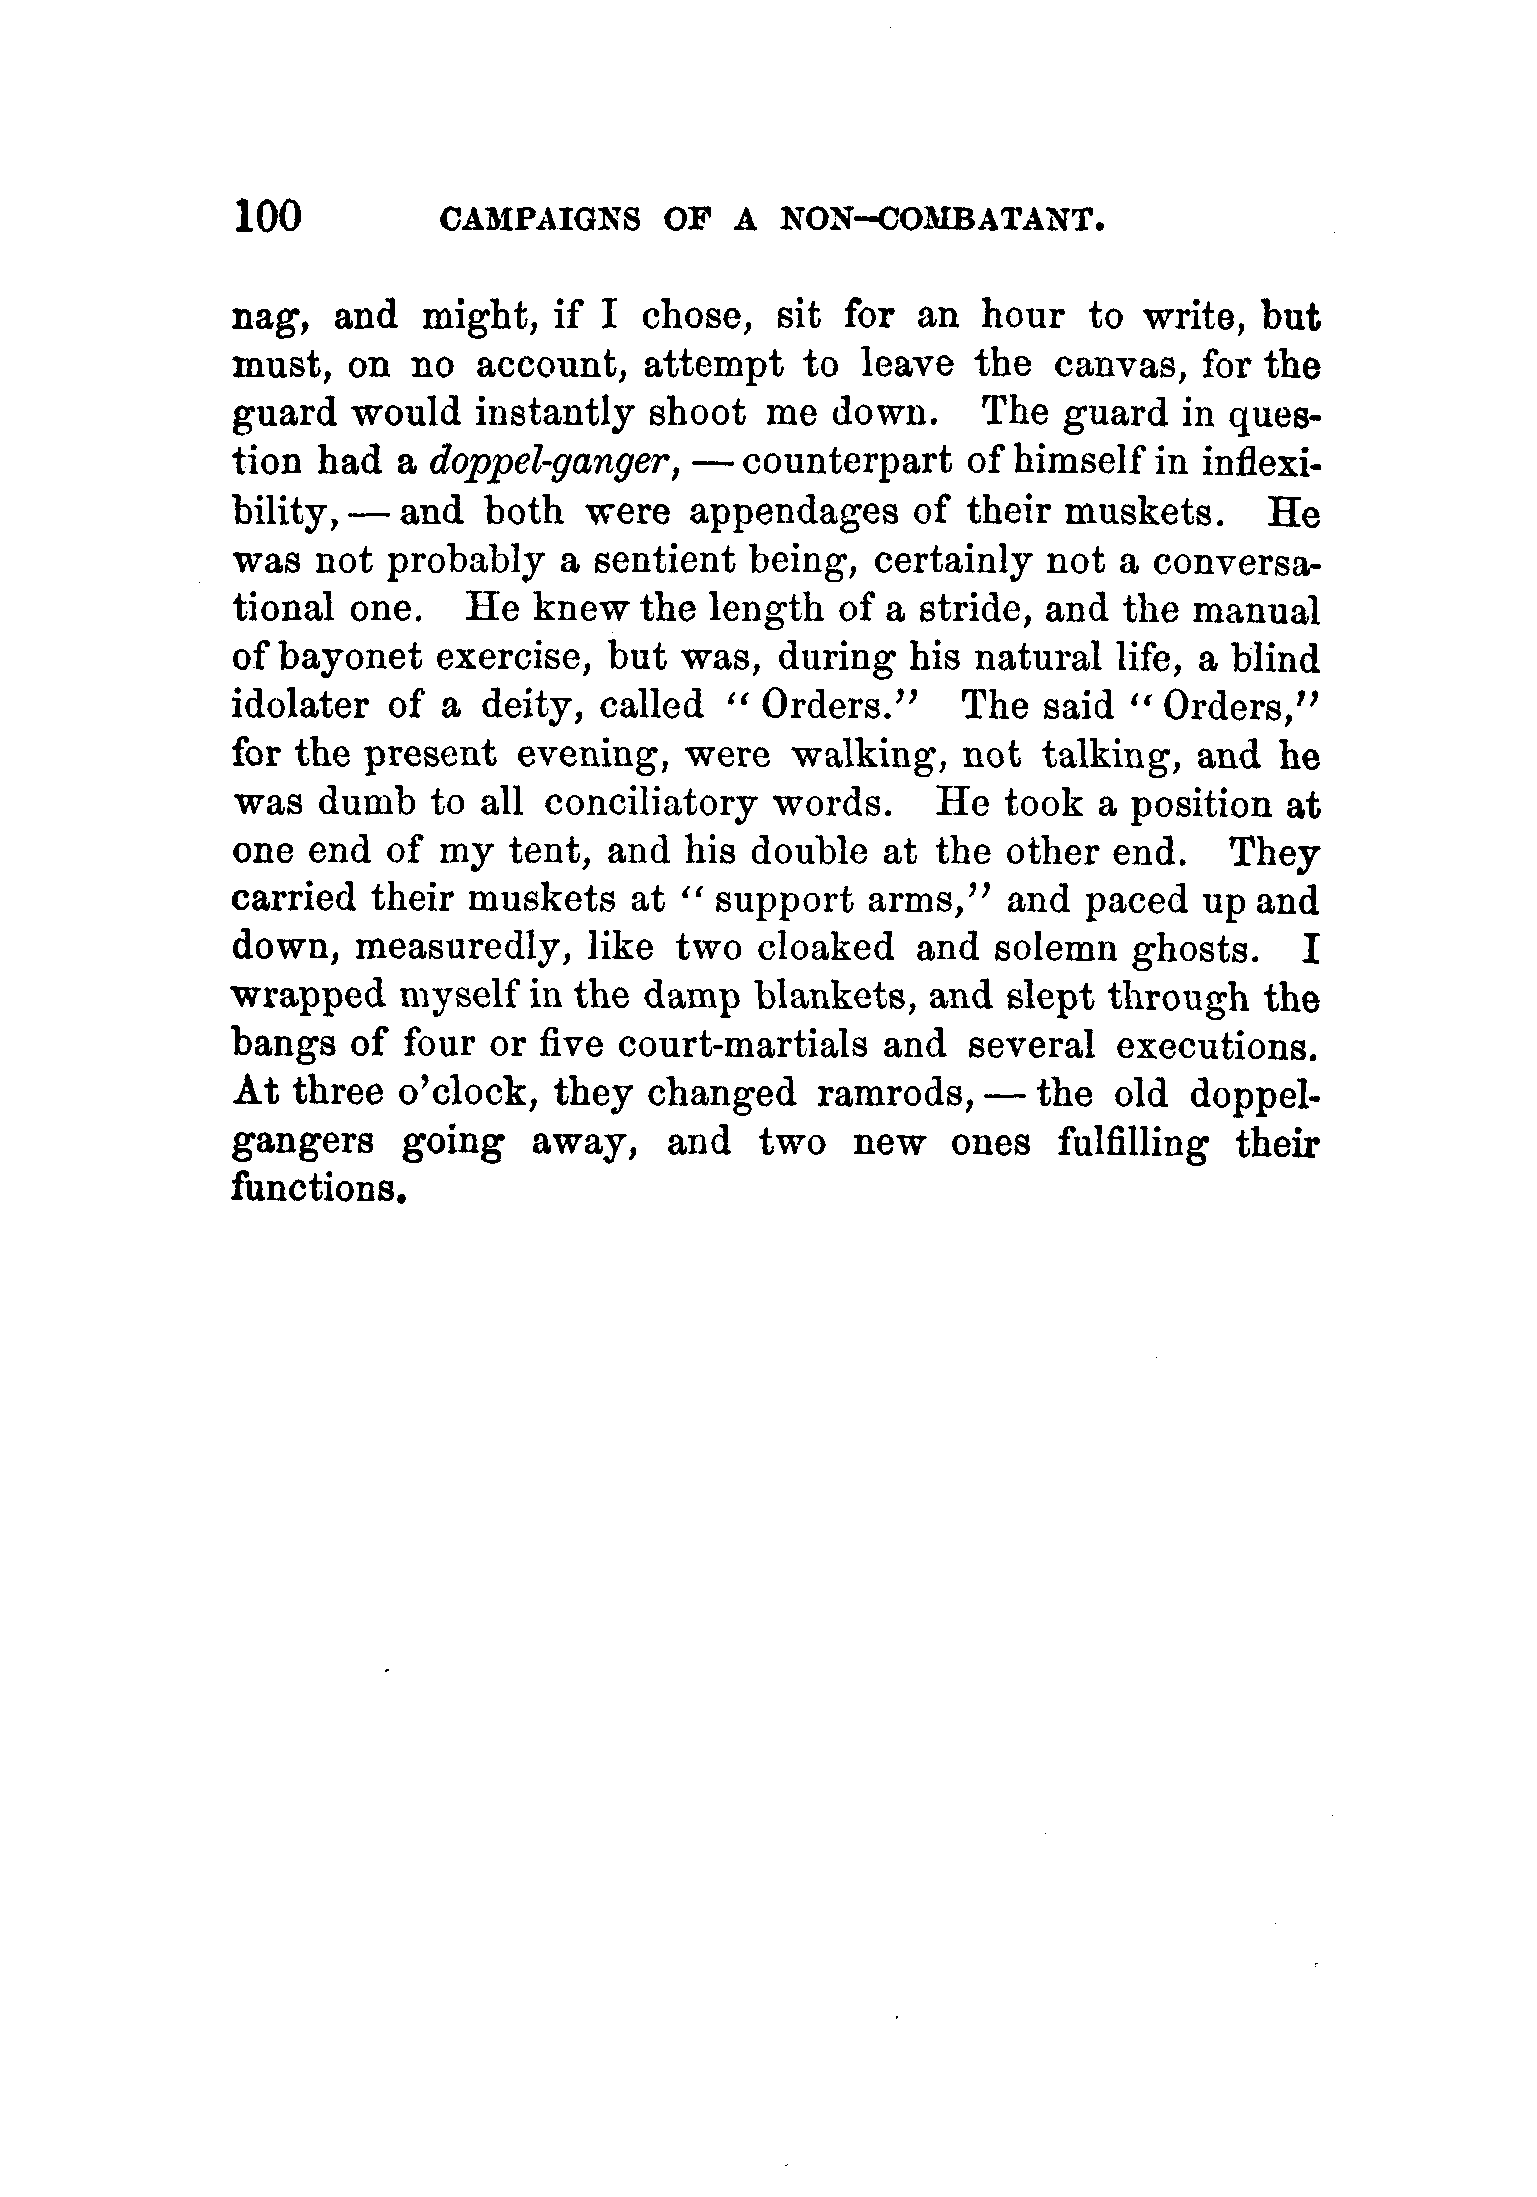 100 CAMPAIGNS OF A NON-COMBATANT.
nag, and might, if I chose, sit for an hour to write, but
must, on no account, attempt to leave the canvas, for the
guard would instantly shoot me down. The guard in ques-
tion had a doppel-ganger, — counterpart of himself in inflexi-
bility, — and both were appendages of their muskets. He
was not probably a sentient being, certainly not a conversa-
tional one. He knew the length of a stride, and the manual
of bayonet exercise, but was, during his natural life, a blind
idolater of a deity, called “ Orders.” The said “ Orders,”
for the present evening, were walking, not talking, and he
was dumb to all conciliatory words. He took a position at
one end of my tent, and his double at the other end. They
carried their muskets at “ support arms,” and paced up and
down, measuredly, like two cloaked and solemn ghosts. I
wrapped myself in the damp blankets, and slept through the
bangs of four or five court-martials and several executions.
At three o’clock, they changed ramrods, — the old doppel-
gangers going away, and two new ones fulfilling their
functions.